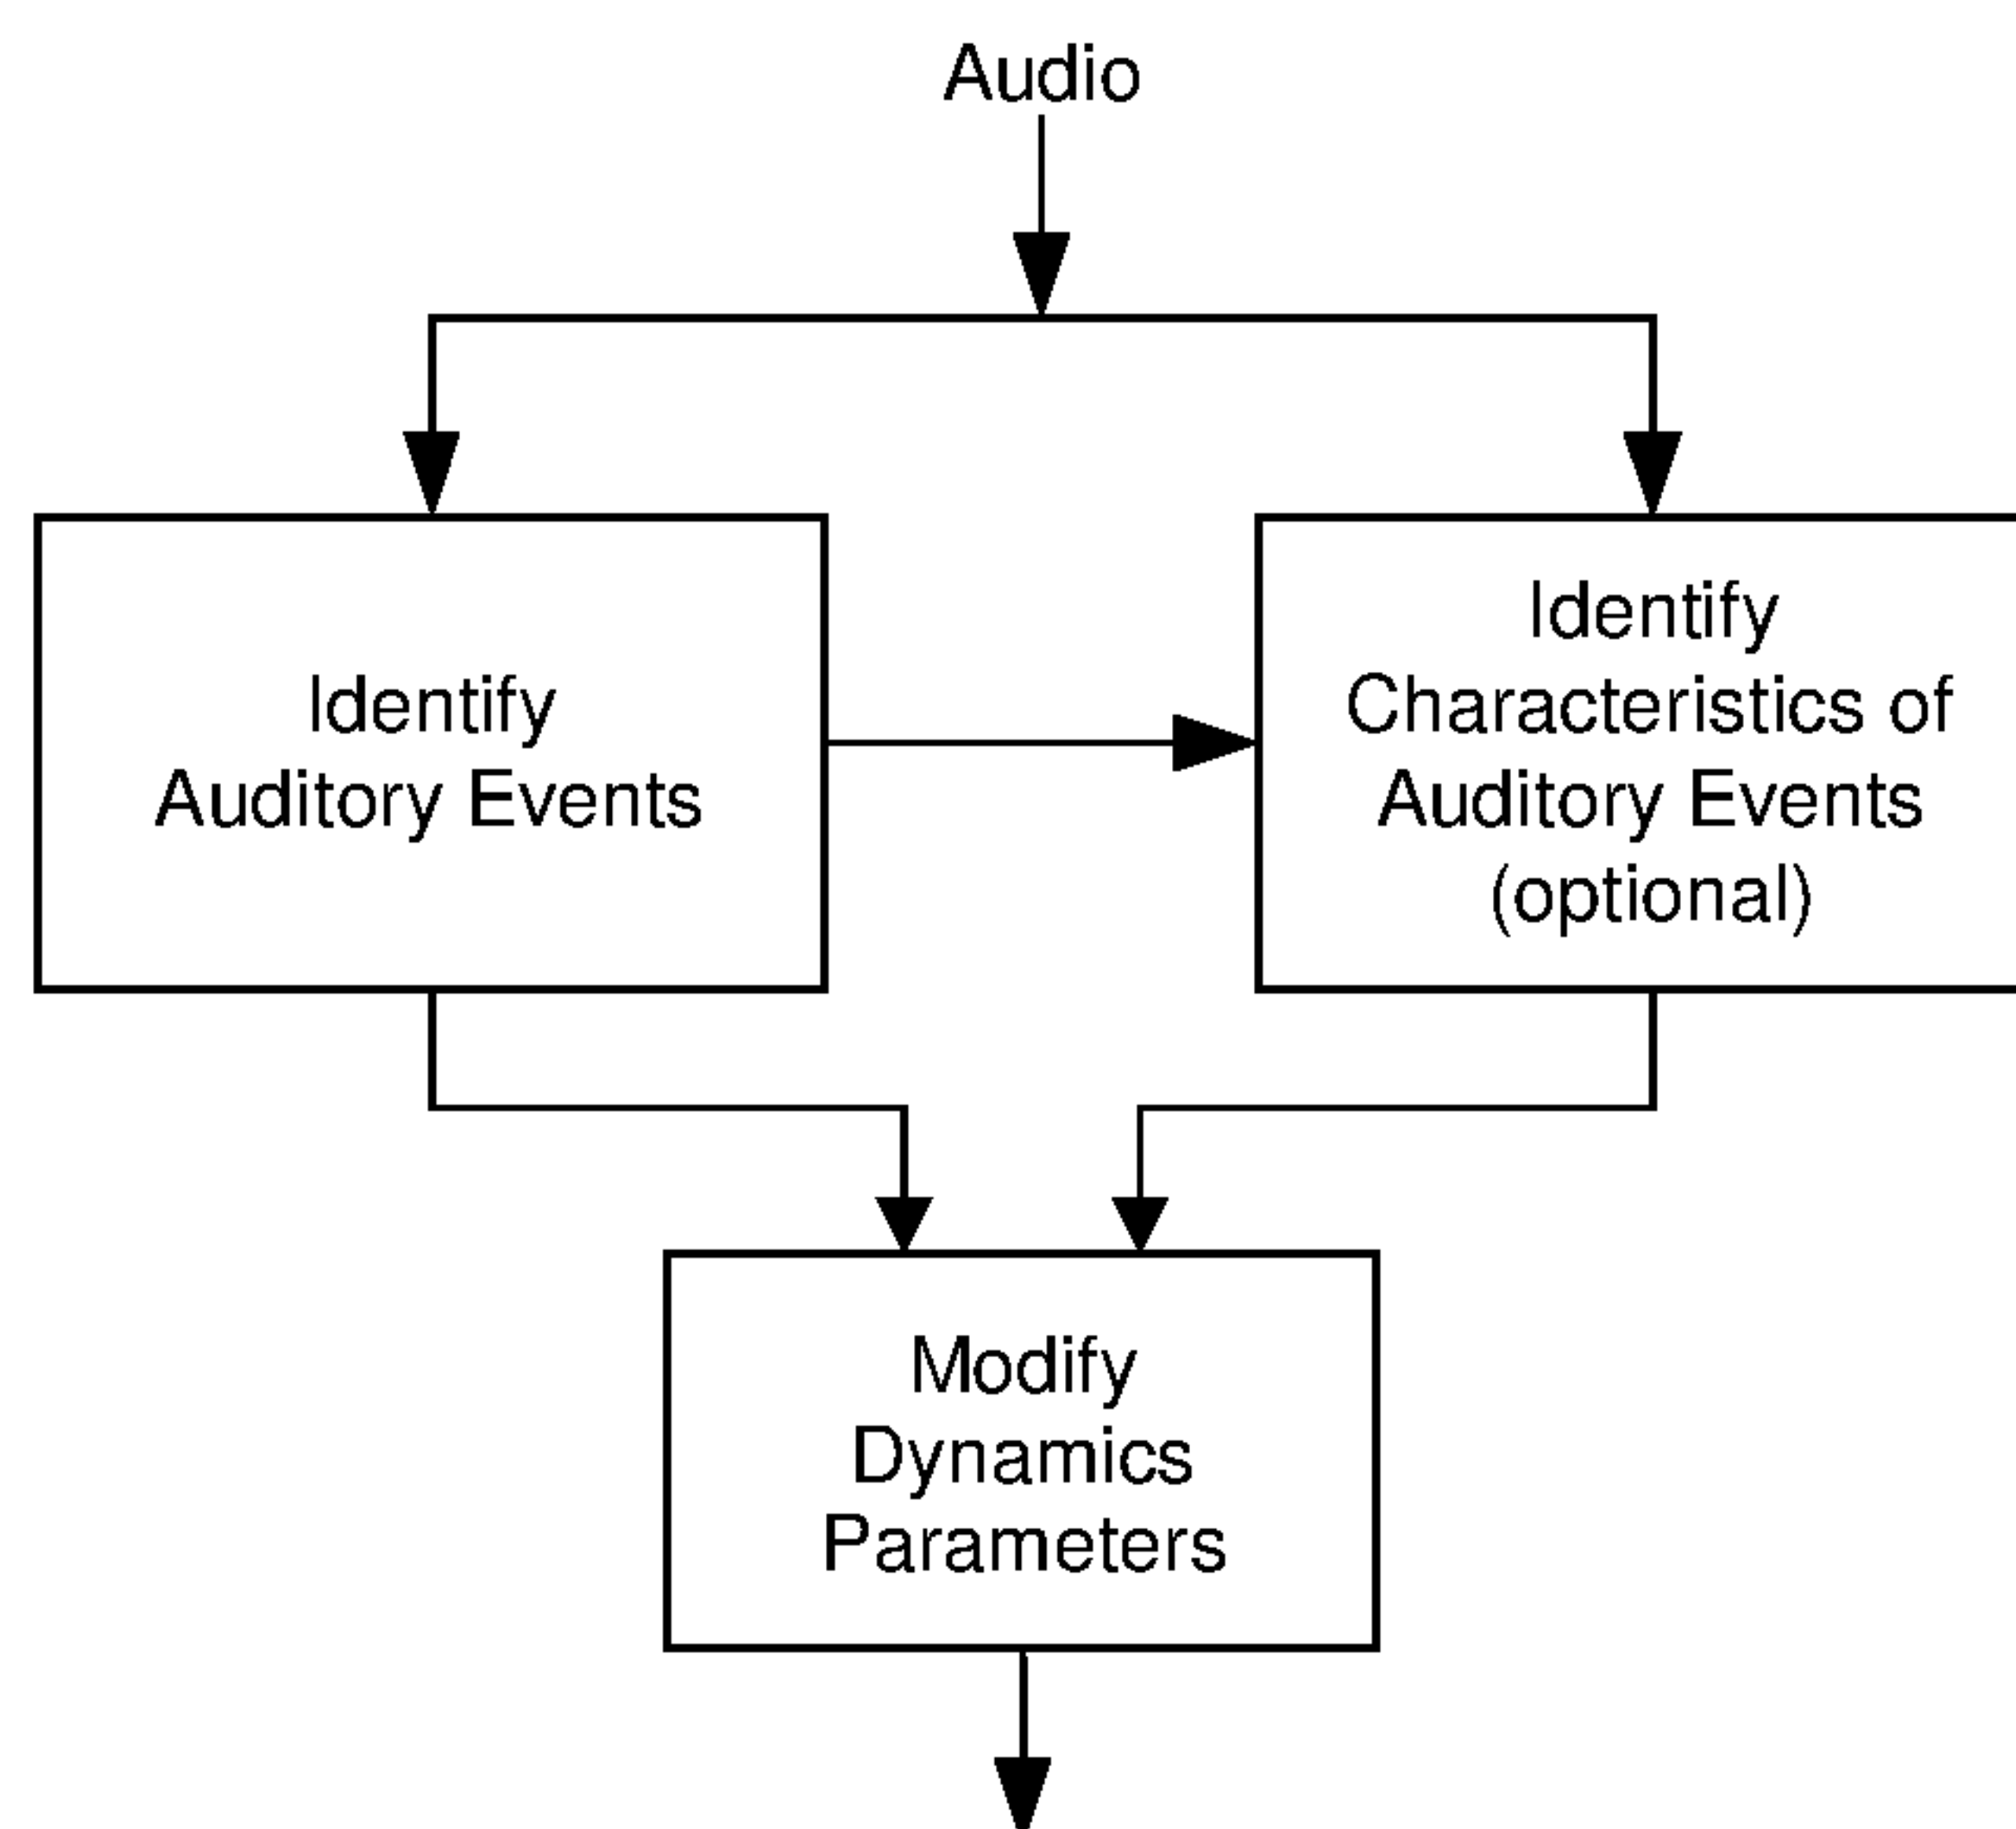 Audio
Identify
Auditory Events
Identify
Characteristics of
Auditory Events
(optional)
Modify
Dynamics
Parameters